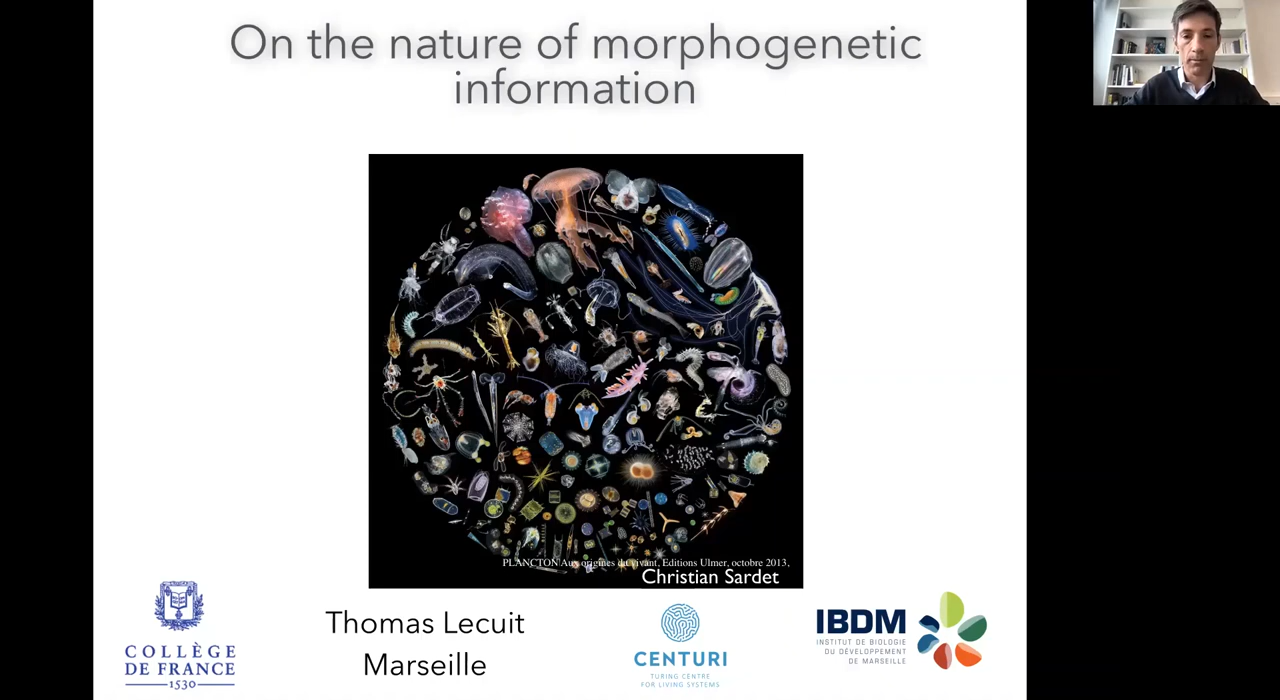 On the nature of morphogenetic
information
PLANCTON Aux origines du vivant, Editions Ulmer, octobre 2013,
Christian Sardet
COLLÈGE
DE FRANCE
1530
Thomas Lecuit
Marseille
CENTURI
TURING CENTRE
FOR LIVING SYSTEMS
IBDM
INSTITUT DE BIOLOGIE
DU DÉVELOPPEMENT
DE MARSEILLE